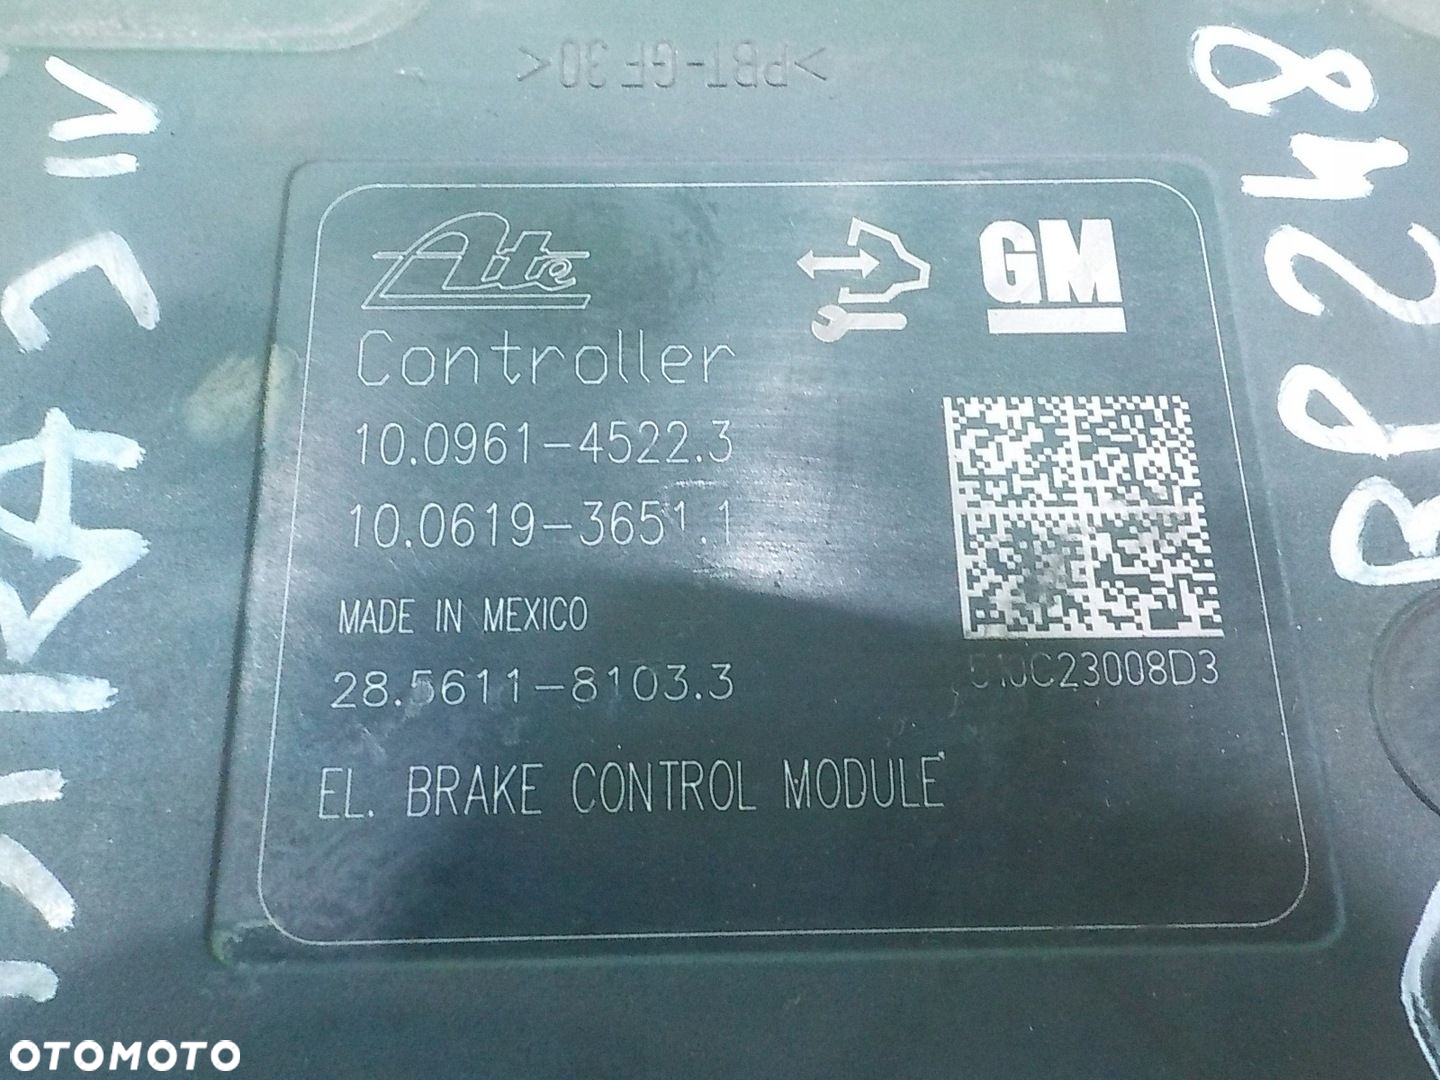 >PBT-GF30<
Ate
GM
Controller
10.0961-4522.3
10.0619-3651.1
MADE IN MEXICO
28.5611-8103.3
EL. BRAKE CONTROL MODULE
OTOMOTO